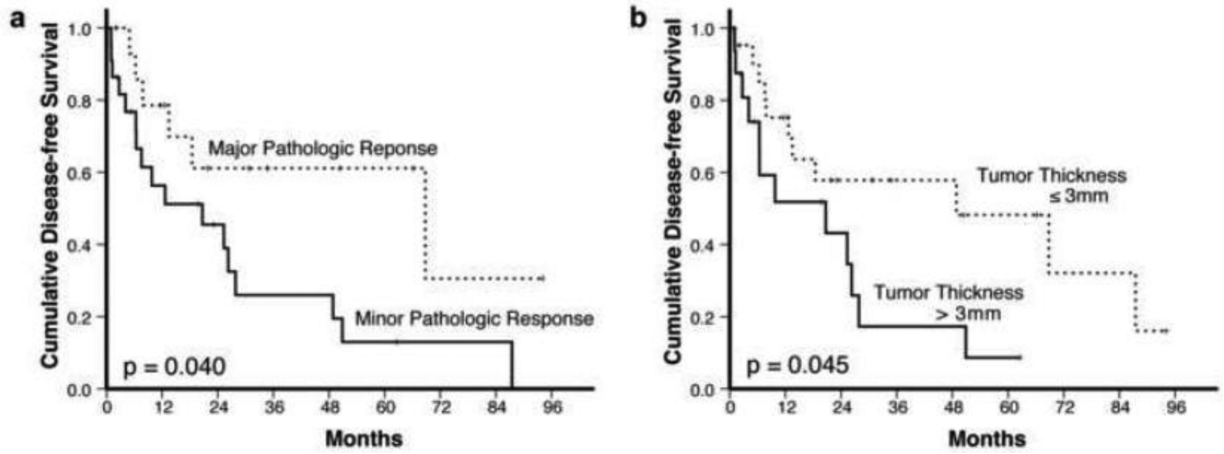 a
Cumulative Disease-free Survival
1.0
0.8
0.6
0.4
0.2
0.0
Major Pathologic Reponse
Minor Pathologic Response
p = 0.040
0 12 24 36 48 60 72 84 96
Months
b
Cumulative Disease-free Survival
1.0
0.8
0.6
0.4
0.2
0.0
Tumor Thickness
≤ 3mm
Tumor Thickness
> 3mm
p = 0.045
0 12 24 36 48 60 72 84 96
Months